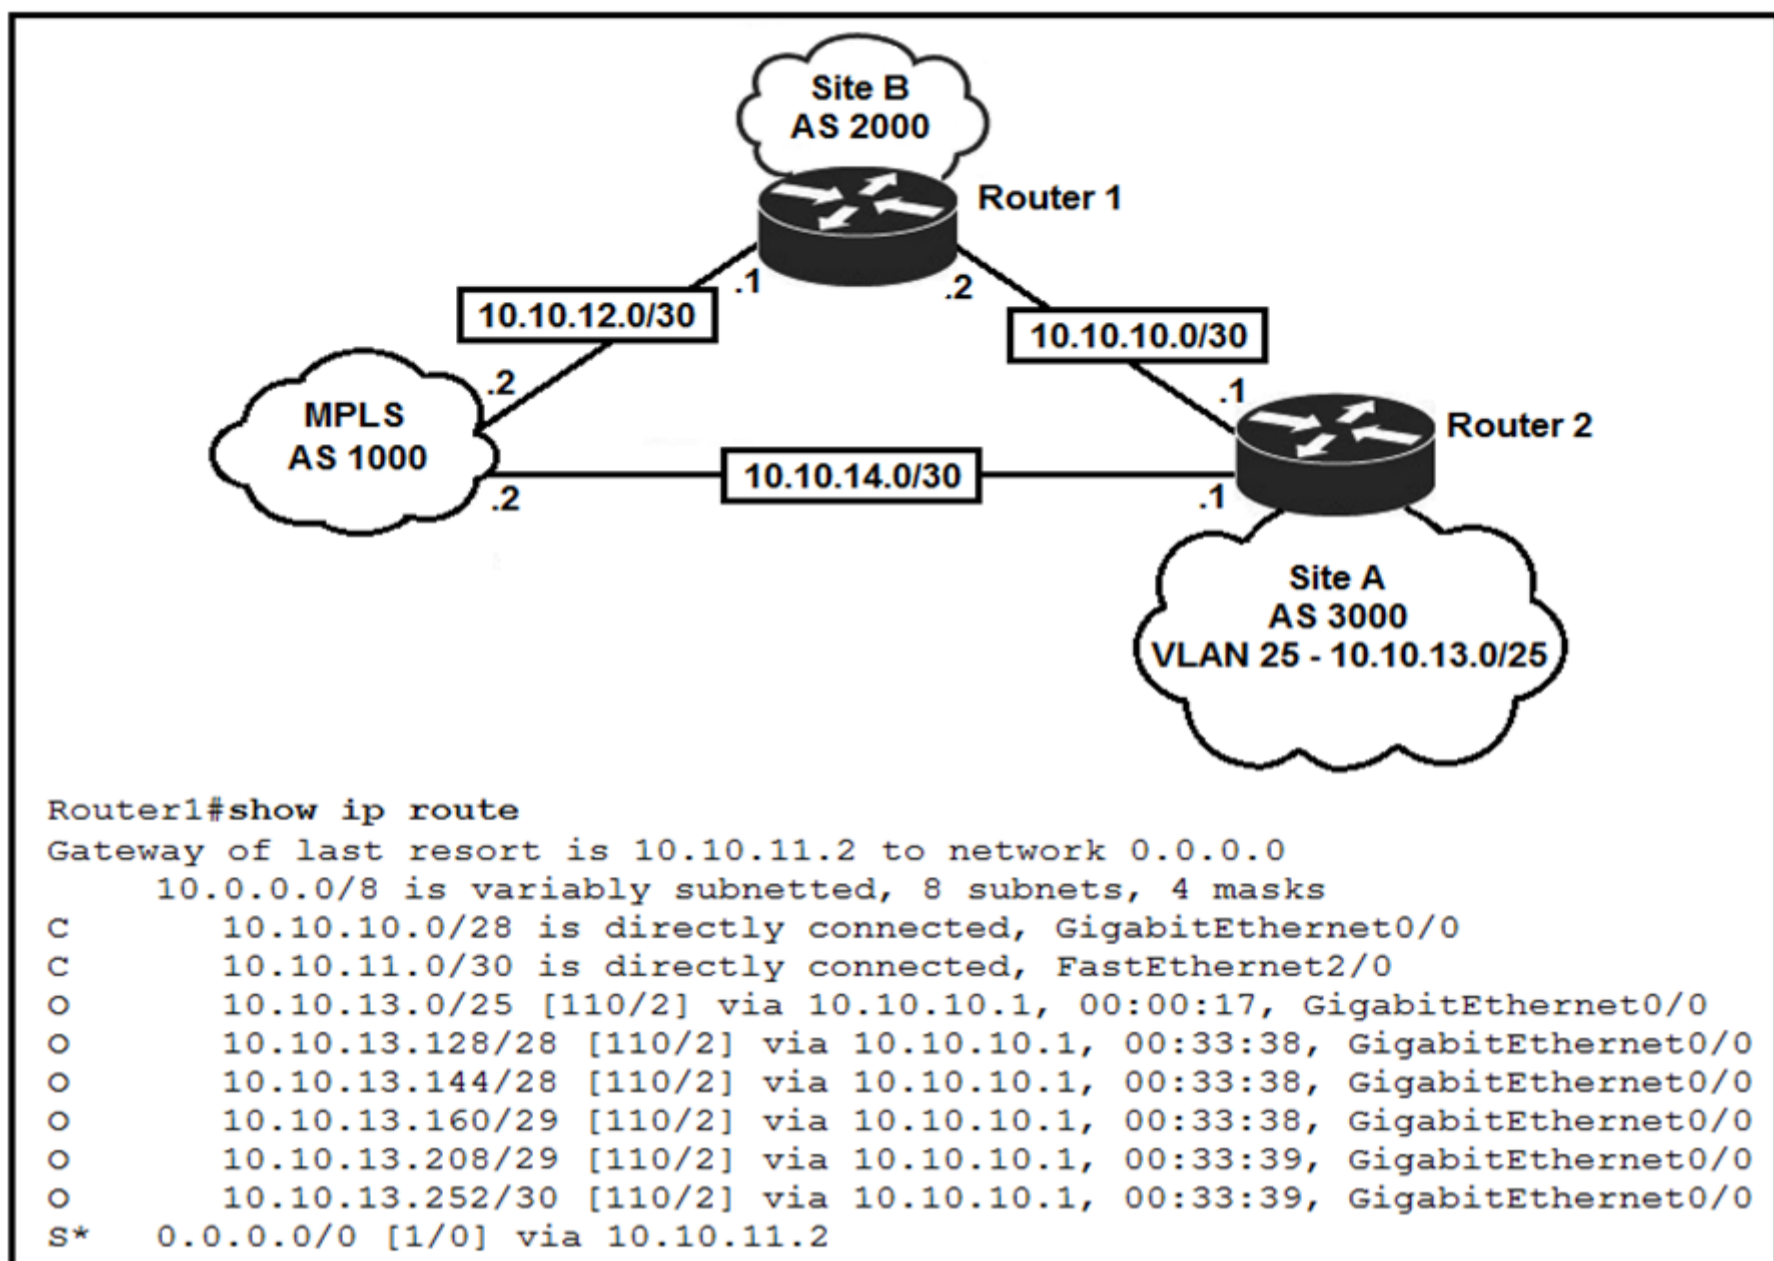 Site B
AS 2000
Router 1
.1
.2
10.10.12.0/30
10.10.10.0/30
.2
.1
MPLS
AS 1000
Router 2
10.10.14.0/30
.2
.1
Site A
AS 3000
VLAN 25 - 10.10.13.0/25
Router1#show ip route
Gateway of last resort is 10.10.11.2 to network 0.0.0.0
10.0.0.0/8 is variably subnetted, 8 subnets, 4 masks
C 10.10.10.0/28 is directly connected, GigabitEthernet0/0
C 10.10.11.0/30 is directly connected, FastEthernet2/0
O 10.10.13.0/25 [110/2] via 10.10.10.1, 00:00:17, GigabitEthernet0/0
O 10.10.13.128/28 [110/2] via 10.10.10.1, 00:33:38, GigabitEthernet0/0
O 10.10.13.144/28 [110/2] via 10.10.10.1, 00:33:38, GigabitEthernet0/0
O 10.10.13.160/29 [110/2] via 10.10.10.1, 00:33:38, GigabitEthernet0/0
O 10.10.13.208/29 [110/2] via 10.10.10.1, 00:33:39, GigabitEthernet0/0
O 10.10.13.252/30 [110/2] via 10.10.10.1, 00:33:39, GigabitEthernet0/0
S* 0.0.0.0/0 [1/0] via 10.10.11.2